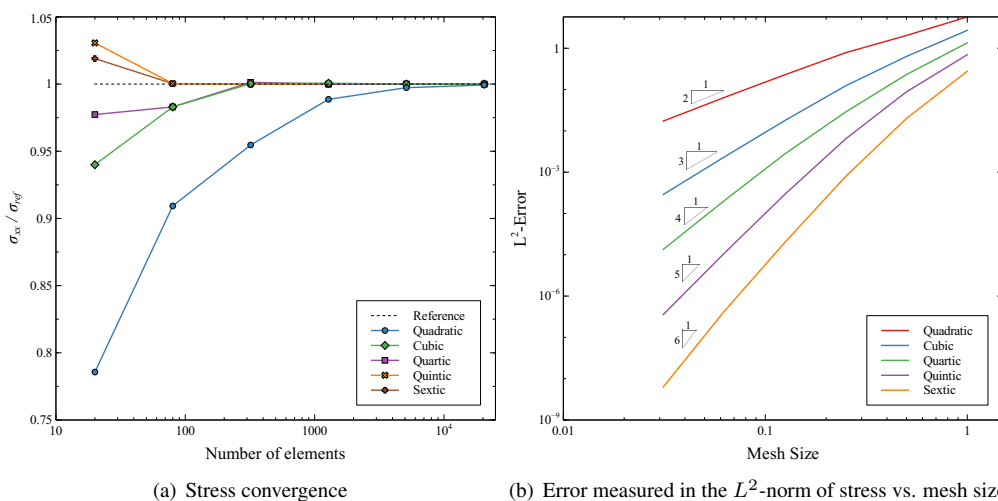 1.05
1
0.95
0.9
0.85
0.8
0.75
σxx / σref
10
100
1000
10^4
Number of elements
Reference
Quadratic
Cubic
Quartic
Quintic
Sextic
(a) Stress convergence
1
10^−3
10^−6
10^−9
L²-Error
0.01
0.1
1
Mesh Size
1
2
1
3
1
4
1
5
1
6
Quadratic
Cubic
Quartic
Quintic
Sextic
(b) Error measured in the L²-norm of stress vs. mesh size